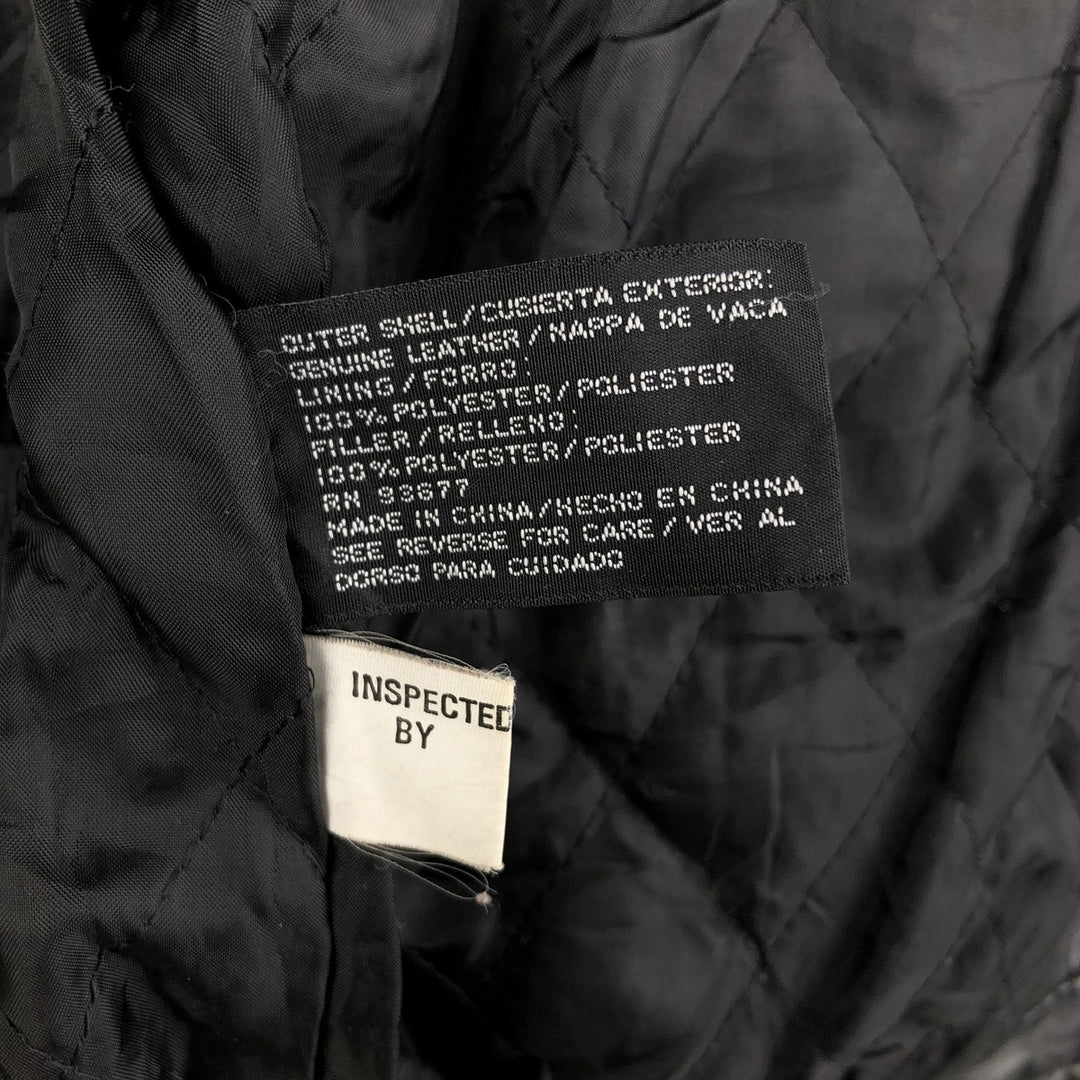 OUTER SHELL/CUBIERTA EXTERIOR:
GENUINE LEATHER/NAPPA DE VACA
LINING/FORRO:
100% POLYESTER/POLIESTER
FILLER/RELLENO:
100% POLYESTER/POLIESTER
RN 93677
MADE IN CHINA/HECHO EN CHINA
SEE REVERSE FOR CARE/VER AL
DORSO PARA CUIDADO
INSPECTED
BY